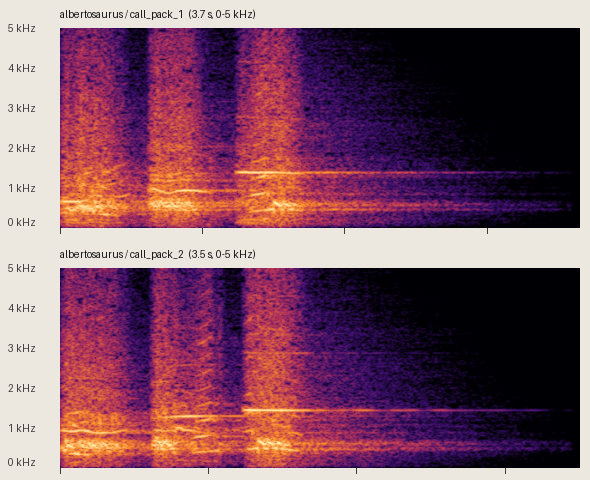 albertosaurus / call_pack_1 (3.7 s, 0-5 kHz)
5 kHz
4 kHz
3 kHz
2 kHz
1 kHz
0 kHz
albertosaurus / call_pack_2 (3.5 s, 0-5 kHz)
5 kHz
4 kHz
3 kHz
2 kHz
1 kHz
0 kHz